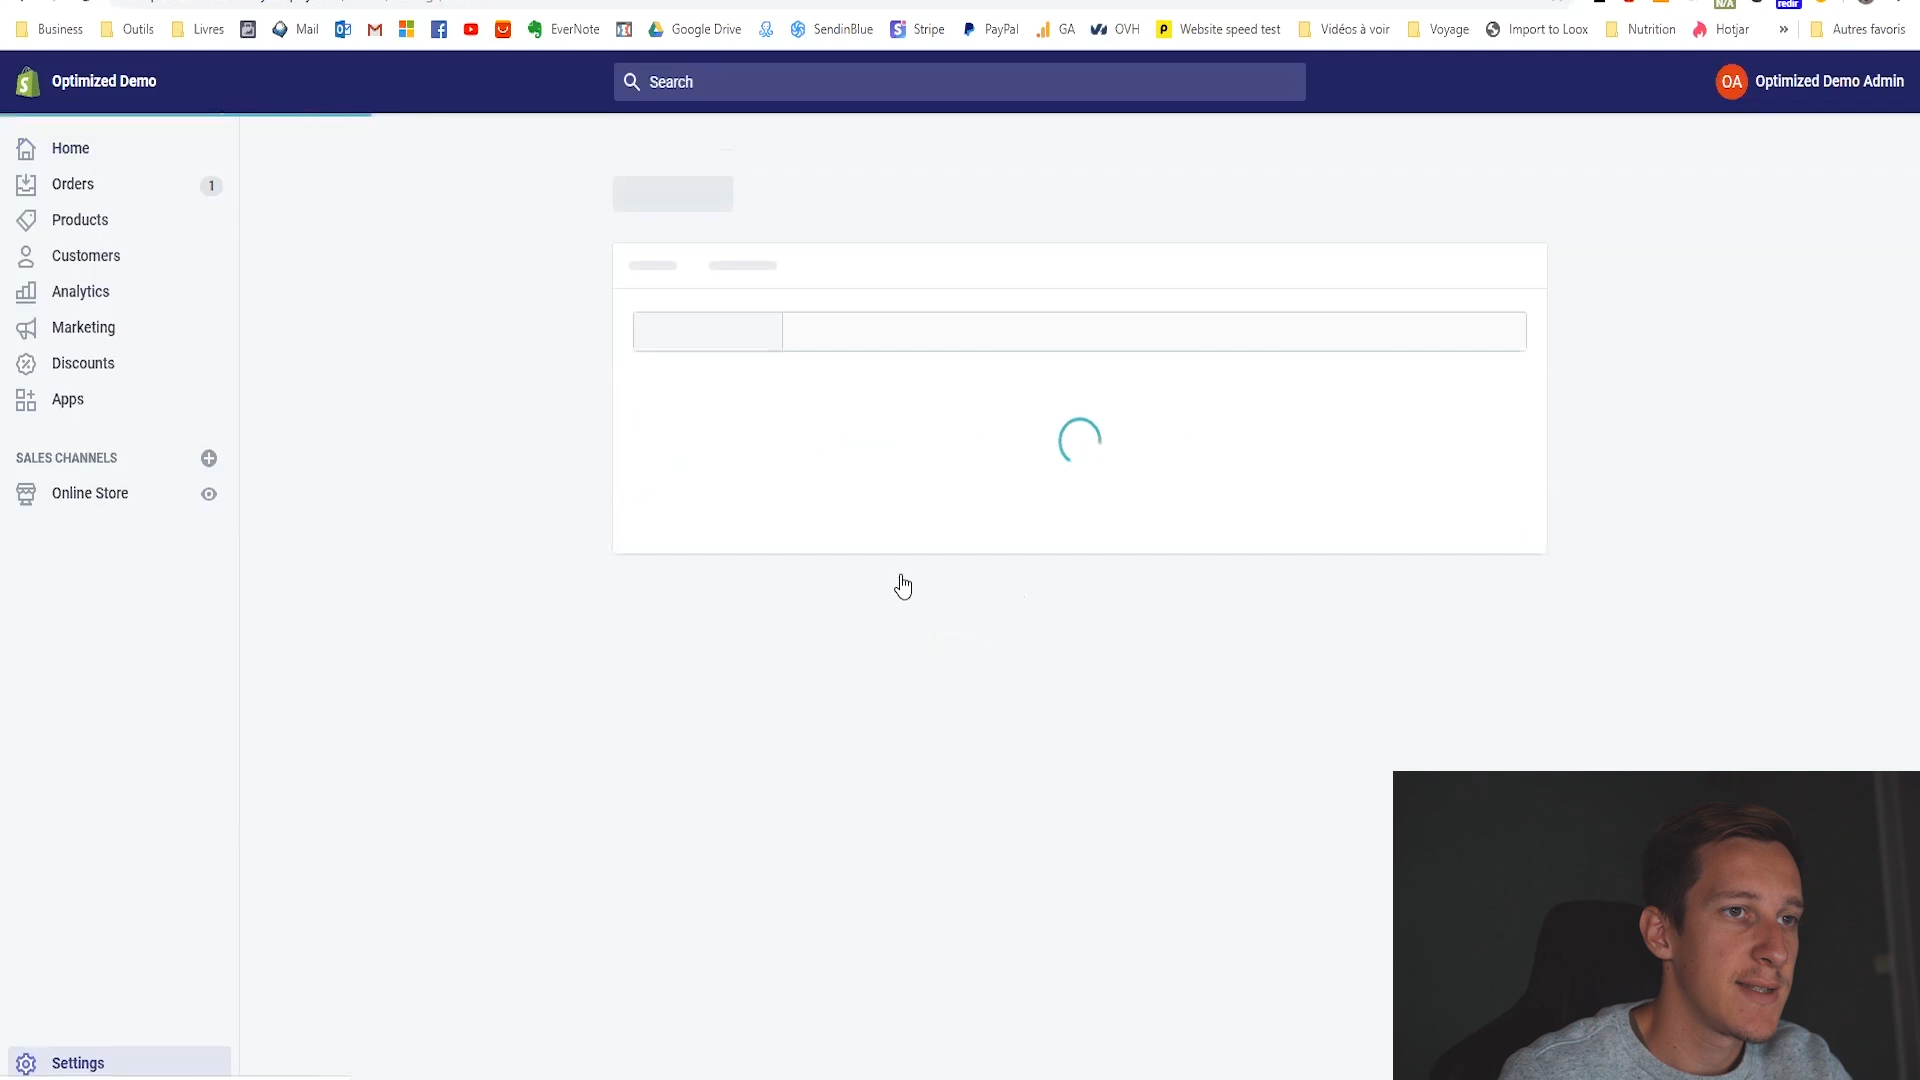 N/A
redir
Business
Outils
Livres
Mail
EverNote
Google Drive
SendinBlue
Stripe
PayPal
GA
OVH
Website speed test
Vidéos à voir
Voyage
Import to Loox
Nutrition
Hotjar
»
Autres favoris
Optimized Demo
Search
OA
Optimized Demo Admin
Home
Orders
1
Products
Customers
Analytics
Marketing
Discounts
Apps
SALES CHANNELS
Online Store
Settings